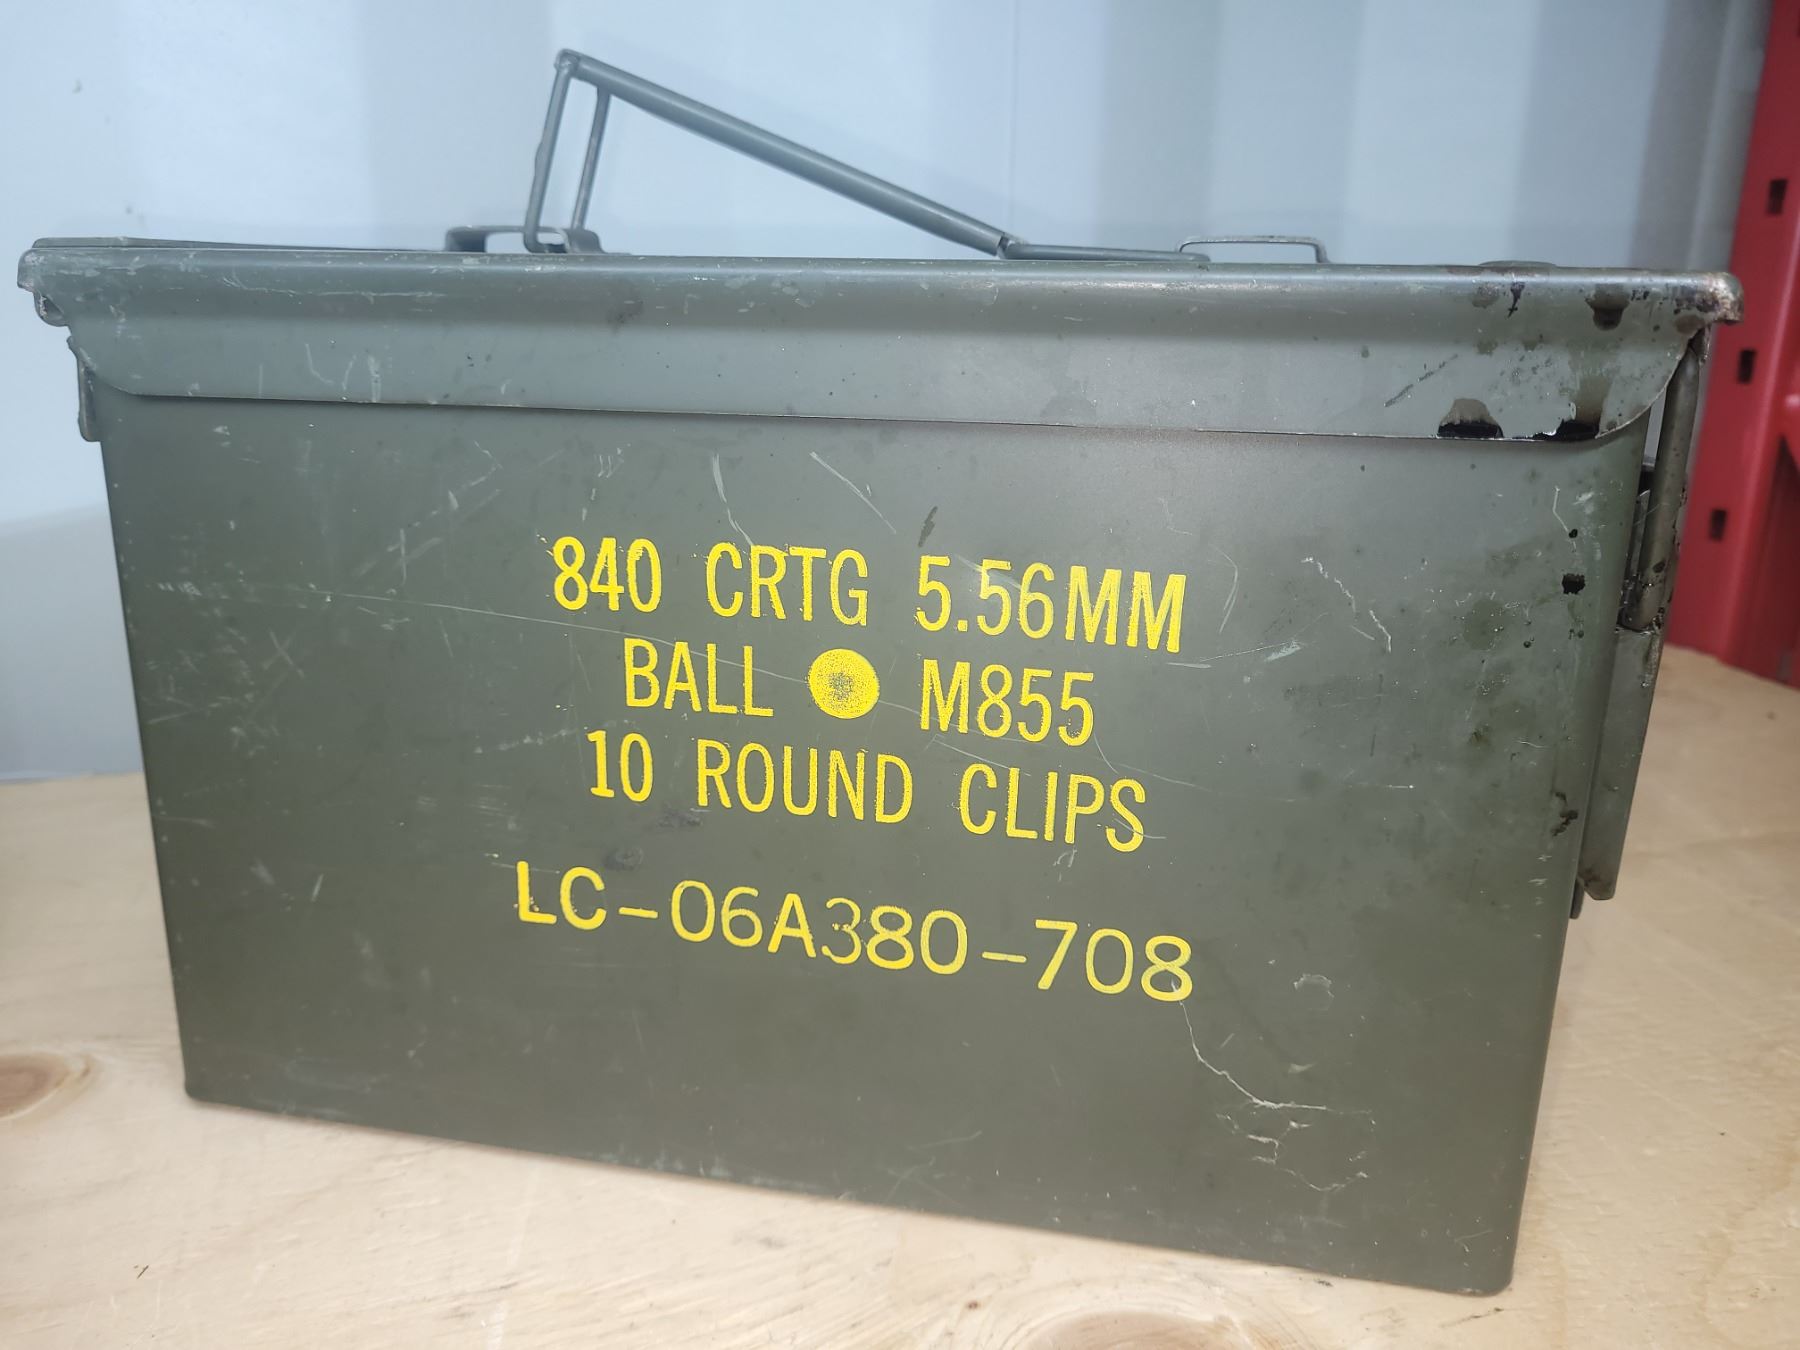 840 CRTG 5.56MM
BALL M855
10 ROUND CLIPS
LC-06A380-708